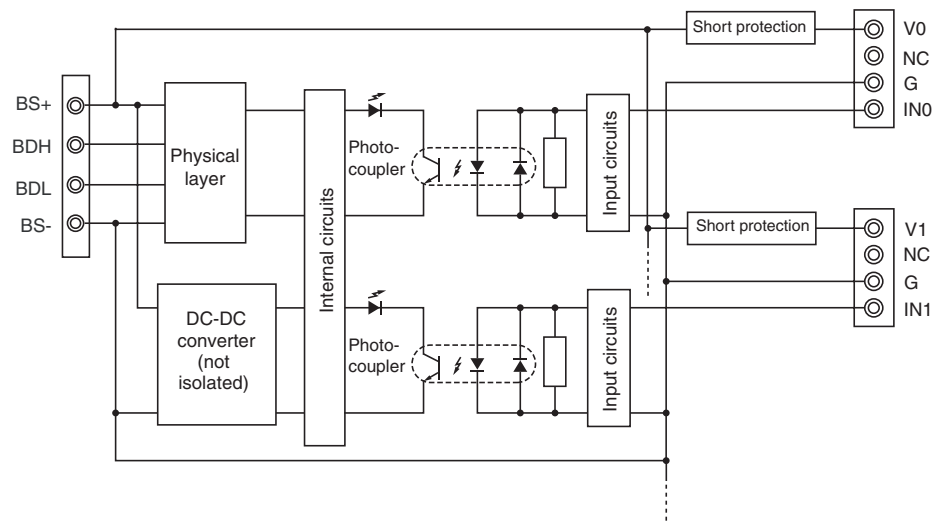 Short protection
V0
NC
G
IN0
BS+
BDH
BDL
BS-
Physical
layer
Internal circuits
Photo-
coupler
Input circuits
Short protection
V1
NC
G
IN1
DC-DC
converter
(not
isolated)
Photo-
coupler
Input circuits